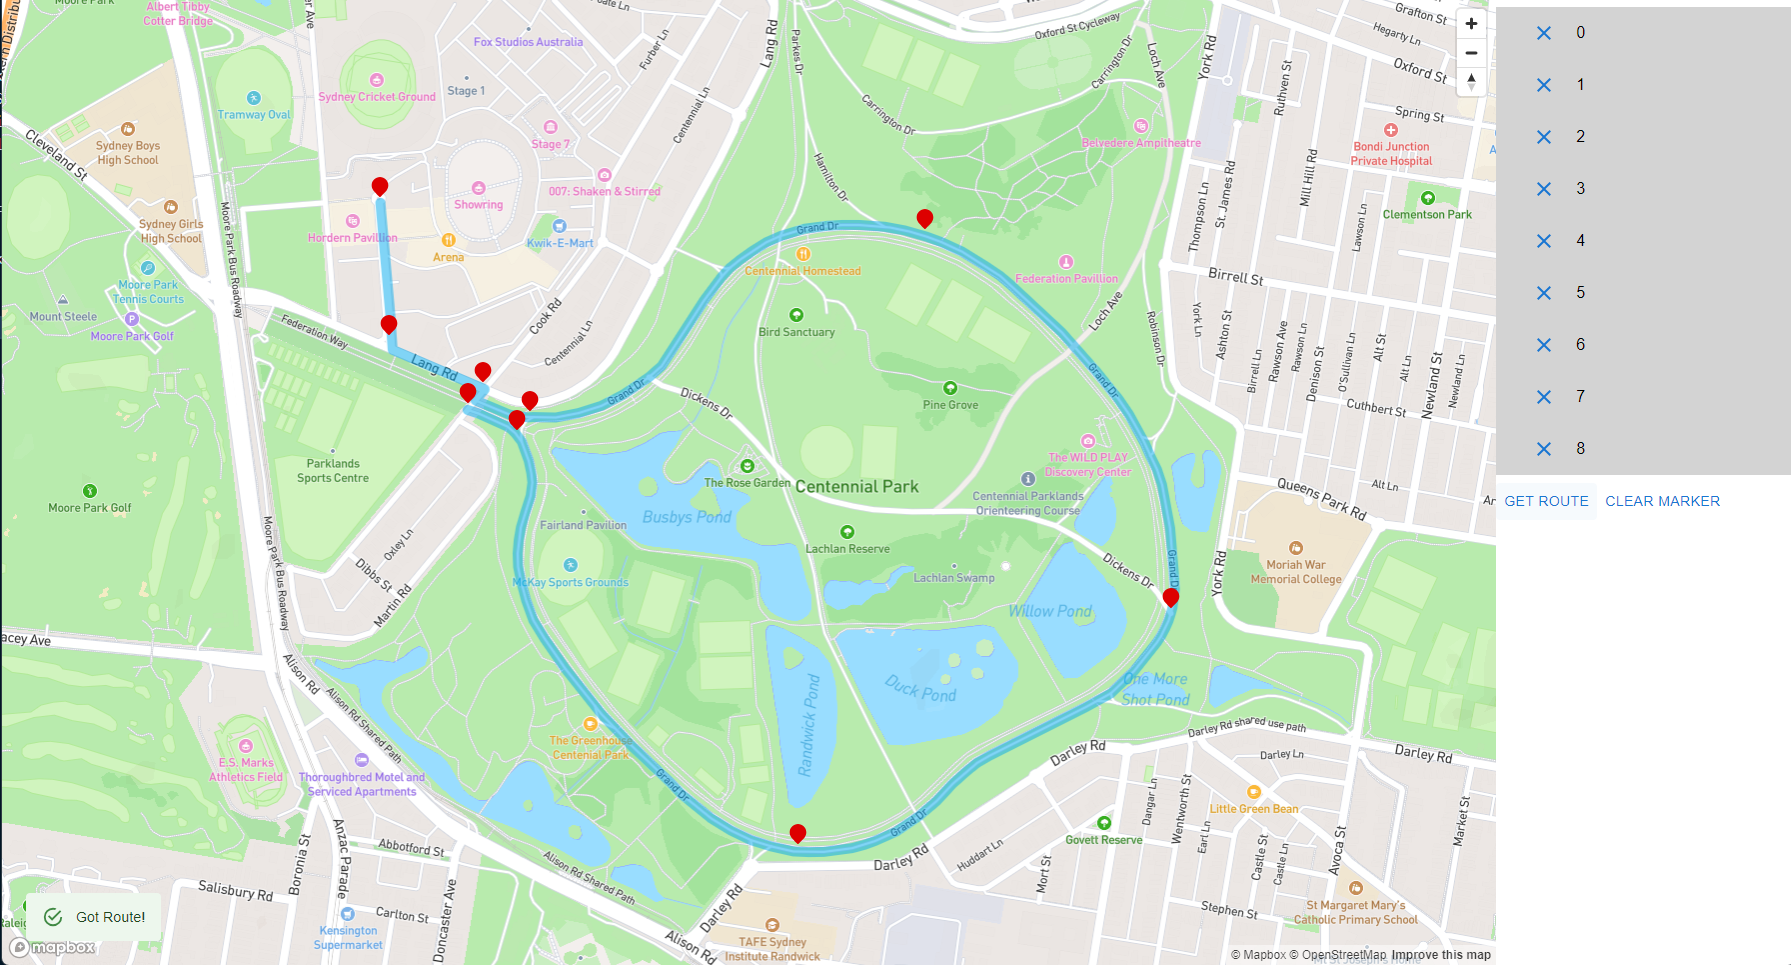 Moore Park
Albert Tibby
Cotter Bridge
Fox Studios Australia
Furber Ln
Lang Rd
Parkes Dr
Oxford St Cycleway
Carrington Dr
Loch Ave
York Rd
Grafton St
Hegarty Ln
Oxford St
Sydney Cricket Ground
Stage 1
Tramway Oval
Cleveland St
Sydney Boys
High School
Stage 7
Centennial Ln
Carrington Dr
Belvedere Ampitheatre
Ruthven St
Spring St
Bondi Junction
Private Hospital
007: Shaken & Stirred
Hamilton Dr
Showring
Sydney Girls
High School
Moore Park Bus Roadway
Hordern Pavillion
Arena
Kwik-E-Mart
Grand Dr
Centennial Homestead
Federation Pavillion
Thompson Ln
St. James Rd
Mill Hill Rd
Lawson Ln
Clementson Park
Birrell St
Moore Park
Tennis Courts
Mount Steele
Moore Park Golf
Federation Way
Cook Rd
Centennial Ln
Bird Sanctuary
Loch Ave
Robinson Dr
York Ln
Ashton St
Birrell Ln
Rawson Ave
Rawson Ln
Denison St
O'Sullivan Ln
Alt St
Alt Ln
Newland St
Newland Ln
Lang Rd
Grand Dr
Dickens Dr
Pine Grove
Grand Dr
Cuthbert St
Parklands
Sports Centre
The Rose Garden
Centennial Park
The WILD PLAY
Discovery Center
Centennial Parklands
Orienteering Course
Queens Park Rd
Alt Ln
Moore Park Golf
Busbys Pond
Fairland Pavilion
Lachlan Reserve
Moore Park Bus Roadway
Oxley Ln
Dibbs St
Martin Rd
McKay Sports Grounds
Lachlan Swamp
Dickens Dr
Grand D
York Rd
Moriah War
Memorial College
Willow Pond
acey Ave
Alison Rd
Alison Rd Shared Path
Duck Pond
Randwick Pond
One More
Shot Pond
Darley Rd shared use path
Darley Rd
Darley Ln
Darley Rd
The Greenhouse
Centenial Park
E.S. Marks
Athletics Field
Thoroughbred Motel and
Serviced Apartments
Grand Dr
Grand Dr
Little Green Bean
Dangar Ln
Wentworth St
Earl Ln
Govett Reserve
Castle St
Castle Ln
Avoca St
Market St
Anzac Parade
Boronia St
Abbotford St
Alison Rd Shared Path
Darley Rd
Huddart Ln
Mort St
Salisbury Rd
Carlton St
Doncaster Ave
Darley Rd
Alison Rd
Kensington
Supermarket
TAFE Sydney
Institute Randwick
Stephen St
St Margaret Mary's
Catholic Primary School
Got Route!
mapbox
© Mapbox © OpenStreetMap Improve this map
0
1
2
3
4
5
6
7
8
GET ROUTE CLEAR MARKER